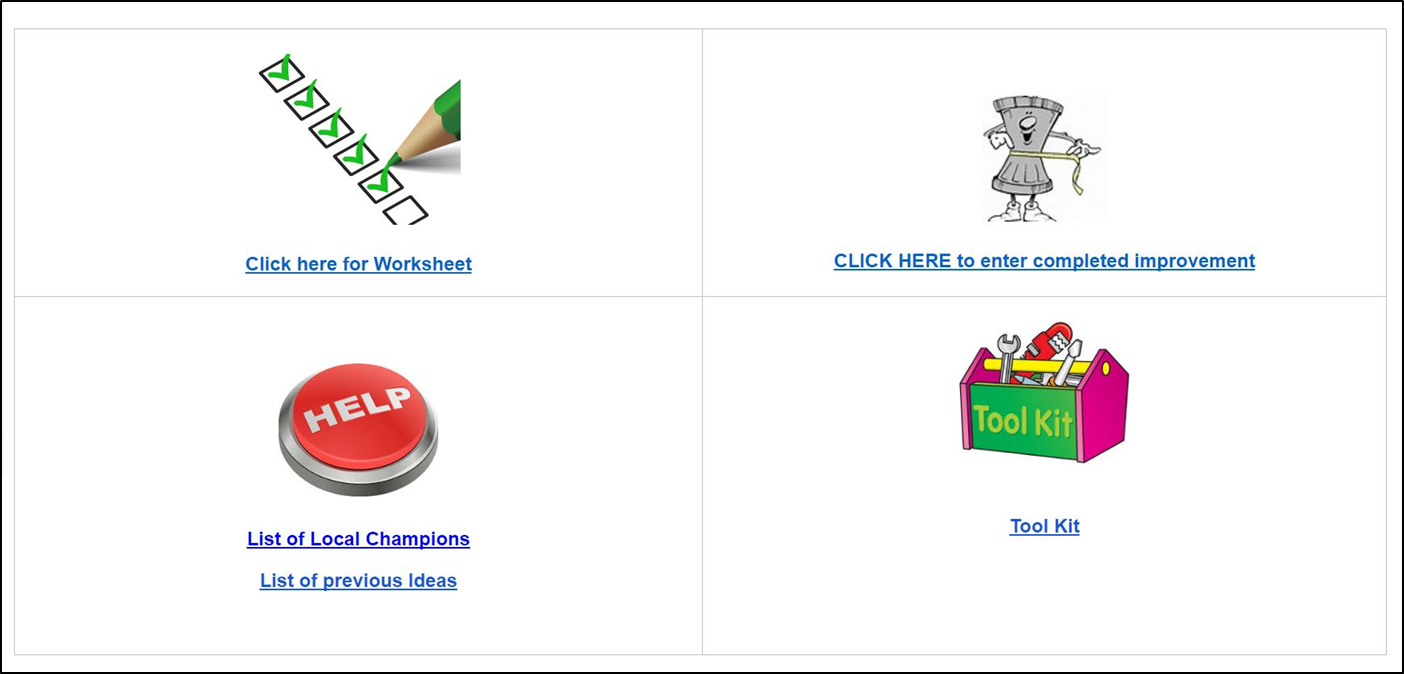 Click here for Worksheet
CLICK HERE to enter completed improvement
HELP
List of Local Champions
List of previous Ideas
Tool Kit
Tool Kit